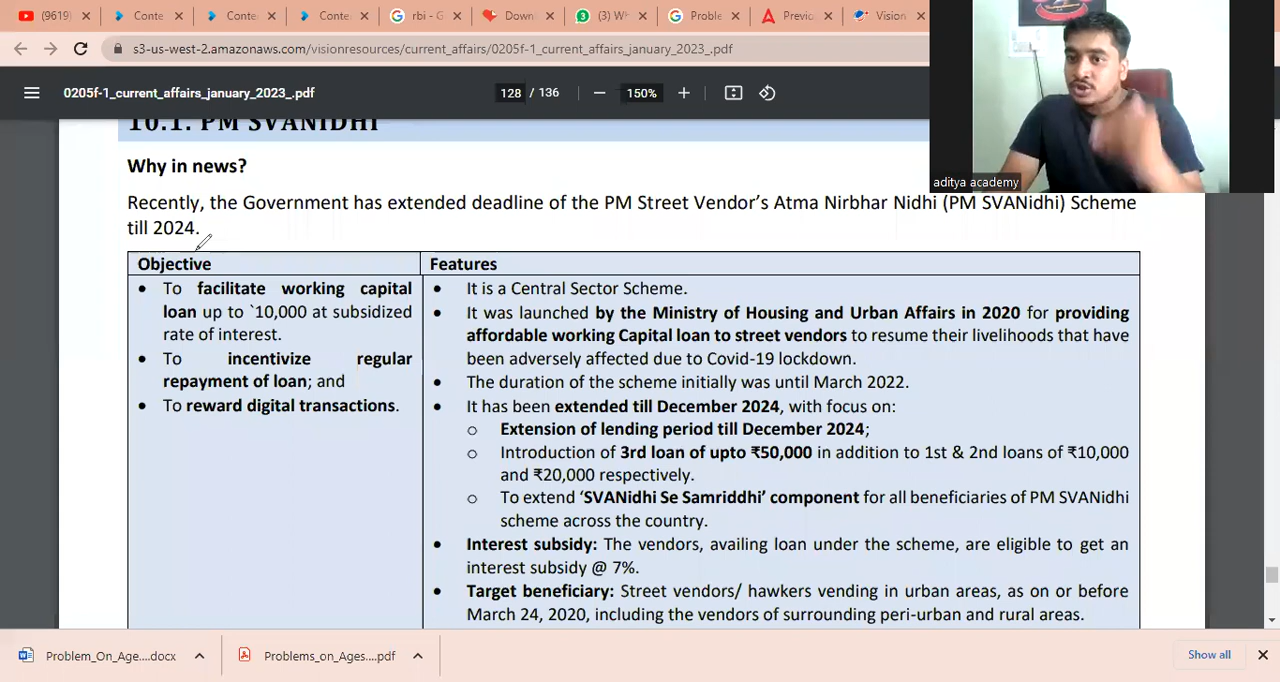 (9619)
Conte
Conte
Conte
rbi - G
Down
(3) Wh
Proble
Previo
Vision
s3-us-west-2.amazonaws.com/visionresources/current_affairs/0205f-1_current_affairs_january_2023_.pdf
0205f-1_current_affairs_january_2023_.pdf
128 / 136
150%
aditya academy
10.1. PM SVANIDHI
Why in news?
Recently, the Government has extended deadline of the PM Street Vendor's Atma Nirbhar Nidhi (PM SVANidhi) Scheme
till 2024.
Objective
• To facilitate working capital
loan up to `10,000 at subsidized
rate of interest.
• To incentivize regular
repayment of loan; and
• To reward digital transactions.
Features
• It is a Central Sector Scheme.
• It was launched by the Ministry of Housing and Urban Affairs in 2020 for providing
affordable working Capital loan to street vendors to resume their livelihoods that have
been adversely affected due to Covid-19 lockdown.
• The duration of the scheme initially was until March 2022.
• It has been extended till December 2024, with focus on:
o Extension of lending period till December 2024;
o Introduction of 3rd loan of upto ₹50,000 in addition to 1st & 2nd loans of ₹10,000
and ₹20,000 respectively.
o To extend ‘SVANidhi Se Samriddhi’ component for all beneficiaries of PM SVANidhi
scheme across the country.
• Interest subsidy: The vendors, availing loan under the scheme, are eligible to get an
interest subsidy @ 7%.
• Target beneficiary: Street vendors/ hawkers vending in urban areas, as on or before
March 24, 2020, including the vendors of surrounding peri-urban and rural areas.
Problem_On_Age....docx
Problems_on_Ages....pdf
Show all